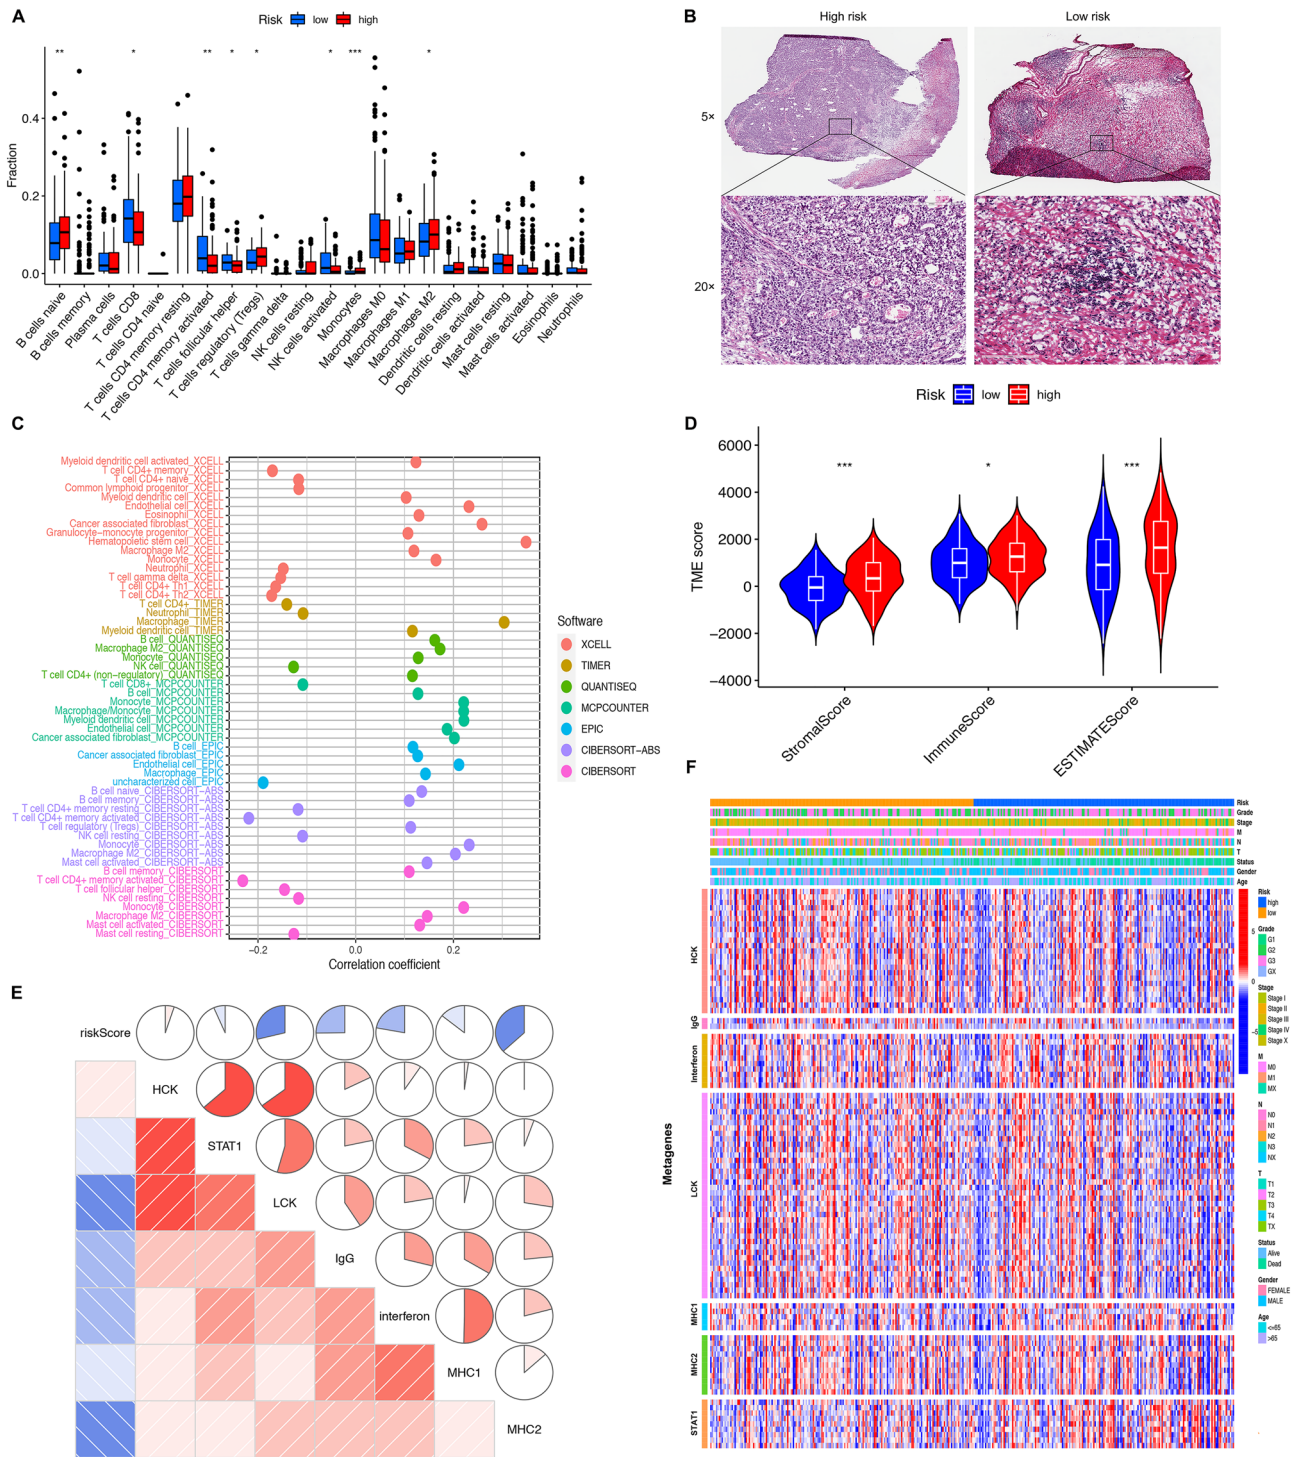 A
Risk low high
** * ** * * * *** *
Fraction
0.4
0.2
0.0
B cells naive
B cells memory
Plasma cells
T cells CD8
T cells CD4 naive
T cells CD4 memory resting
T cells CD4 memory activated
T cells follicular helper
T cells regulatory (Tregs)
T cells gamma delta
NK cells resting
NK cells activated
Monocytes
Macrophages M0
Macrophages M1
Macrophages M2
Dendritic cells resting
Dendritic cells activated
Mast cells resting
Mast cells activated
Eosinophils
Neutrophils
B
High risk
Low risk
5×
20×
C
Myeloid dendritic cell activated_XCELL
T cell CD4+ memory_XCELL
T cell CD4+ naive_XCELL
Common lymphoid progenitor_XCELL
Myeloid dendritic cell_XCELL
Endothelial cell_XCELL
Eosinophil_XCELL
Cancer associated fibroblast_XCELL
Granulocyte−monocyte progenitor_XCELL
Hematopoietic stem cell_XCELL
Macrophage M2_XCELL
Monocyte_XCELL
Neutrophil_XCELL
T cell gamma delta_XCELL
T cell CD4+ Th1_XCELL
T cell CD4+ Th2_XCELL
T cell CD4+_TIMER
Neutrophil_TIMER
Macrophage_TIMER
Myeloid dendritic cell_TIMER
B cell_QUANTISEQ
Macrophage M2_QUANTISEQ
Monocyte_QUANTISEQ
NK cell_QUANTISEQ
T cell CD4+ (non−regulatory)_QUANTISEQ
T cell CD8+_MCPCOUNTER
B cell_MCPCOUNTER
Monocyte_MCPCOUNTER
Macrophage/Monocyte_MCPCOUNTER
Myeloid dendritic cell_MCPCOUNTER
Endothelial cell_MCPCOUNTER
Cancer associated fibroblast_MCPCOUNTER
B cell_EPIC
Cancer associated fibroblast_EPIC
Endothelial cell_EPIC
Macrophage_EPIC
uncharacterized cell_EPIC
B cell naive_CIBERSORT−ABS
B cell memory_CIBERSORT−ABS
T cell CD4+ memory resting_CIBERSORT−ABS
T cell CD4+ memory activated_CIBERSORT−ABS
T cell regulatory (Tregs)_CIBERSORT−ABS
NK cell resting_CIBERSORT−ABS
Monocyte_CIBERSORT−ABS
Macrophage M2_CIBERSORT−ABS
Mast cell activated_CIBERSORT−ABS
B cell memory_CIBERSORT
T cell CD4+ memory activated_CIBERSORT
T cell follicular helper_CIBERSORT
NK cell resting_CIBERSORT
Monocyte_CIBERSORT
Macrophage M2_CIBERSORT
Mast cell activated_CIBERSORT
Mast cell resting_CIBERSORT
−0.2 0.0 0.2
Correlation coefficient
Software
XCELL
TIMER
QUANTISEQ
MCPCOUNTER
EPIC
CIBERSORT−ABS
CIBERSORT
Risk low high
D
*** * ***
TME score
6000
4000
2000
0
−2000
−4000
StromalScore
ImmuneScore
ESTIMATEScore
E
riskScore
HCK
STAT1
LCK
IgG
interferon
MHC1
MHC2
F
Risk
Grade
Stage
M
N
T
Status
Gender
Age
Metagenes
HCK
IgG
Interferon
LCK
MHC1
MHC2
STAT1
5
0
−5
Risk
high
low
Grade
G1
G2
G3
GX
Stage
Stage I
Stage II
Stage III
Stage IV
Stage X
M
M0
M1
MX
N
N0
N1
N2
N3
NX
T
T1
T2
T3
T4
TX
Status
Alive
Dead
Gender
FEMALE
MALE
Age
<=65
>65